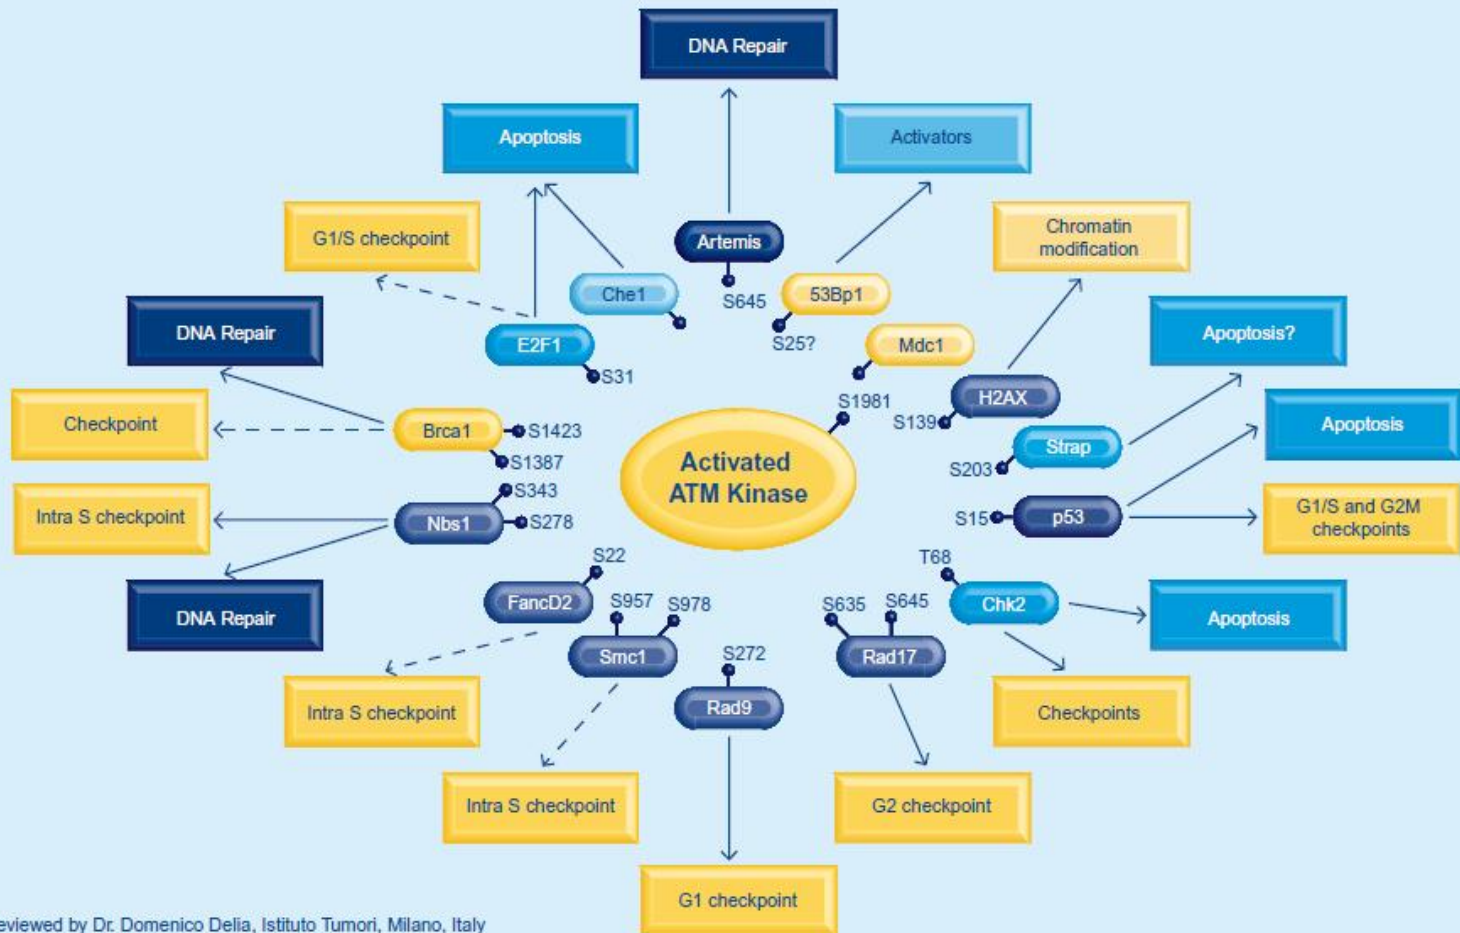 DNA Repair
Apoptosis
Activators
G1/S checkpoint
Artemis
Chromatin
modification
Che1
S645
53Bp1
DNA Repair
E2F1
S25?
Mdc1
Apoptosis?
S31
H2AX
S1981
S139
Checkpoint
Brca1
S1423
Strap
Apoptosis
S1387
Activated
ATM Kinase
S203
S343
Intra S checkpoint
Nbs1
S278
S15
p53
G1/S and G2M
checkpoints
S22
T68
DNA Repair
FancD2
S957
S978
S635
S645
Chk2
Apoptosis
Smc1
S272
Rad17
Intra S checkpoint
Rad9
Checkpoints
Intra S checkpoint
G2 checkpoint
G1 checkpoint
eviewed by Dr. Domenico Delia, Istituto Tumori, Milano, Italy